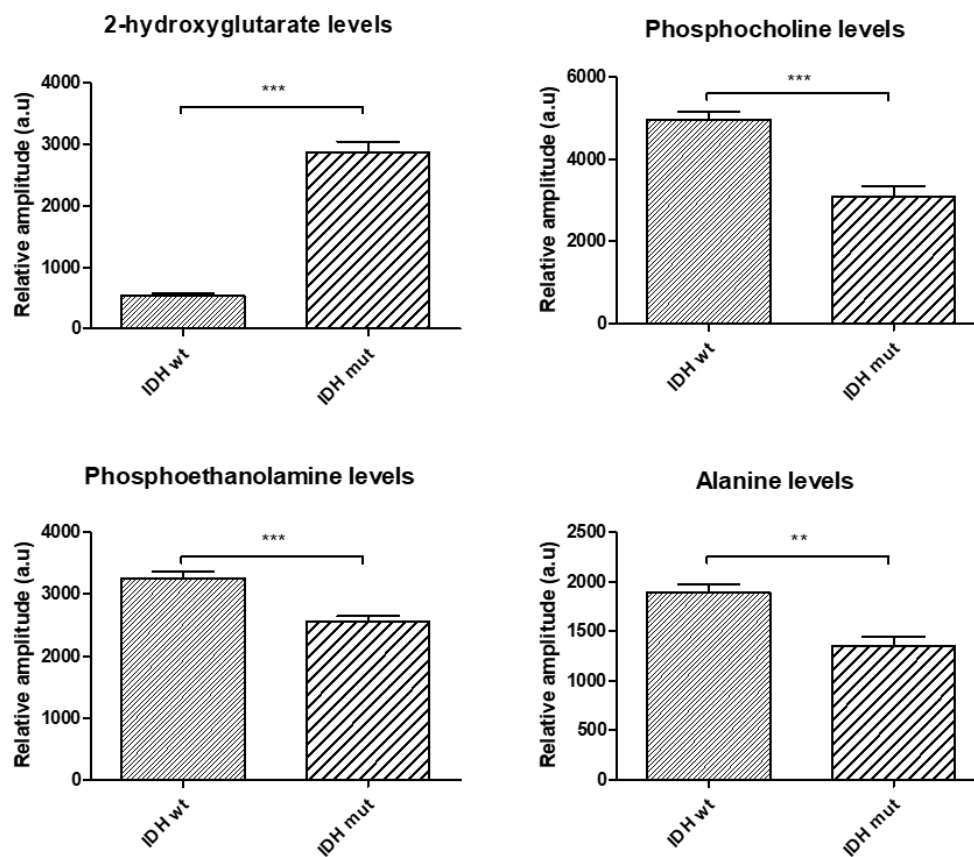 2-hydroxyglutarate levels
Relative amplitude (a.u)
4000
3000
2000
1000
0
***
IDH wt
IDH mut
Phosphocholine levels
Relative amplitude (a.u)
6000
4000
2000
0
***
IDH wt
IDH mut
Phosphoethanolamine levels
Relative amplitude (a.u)
4000
3000
2000
1000
0
***
IDH wt
IDH mut
Alanine levels
Relative amplitude (a.u)
2500
2000
1500
1000
500
0
**
IDH wt
IDH mut